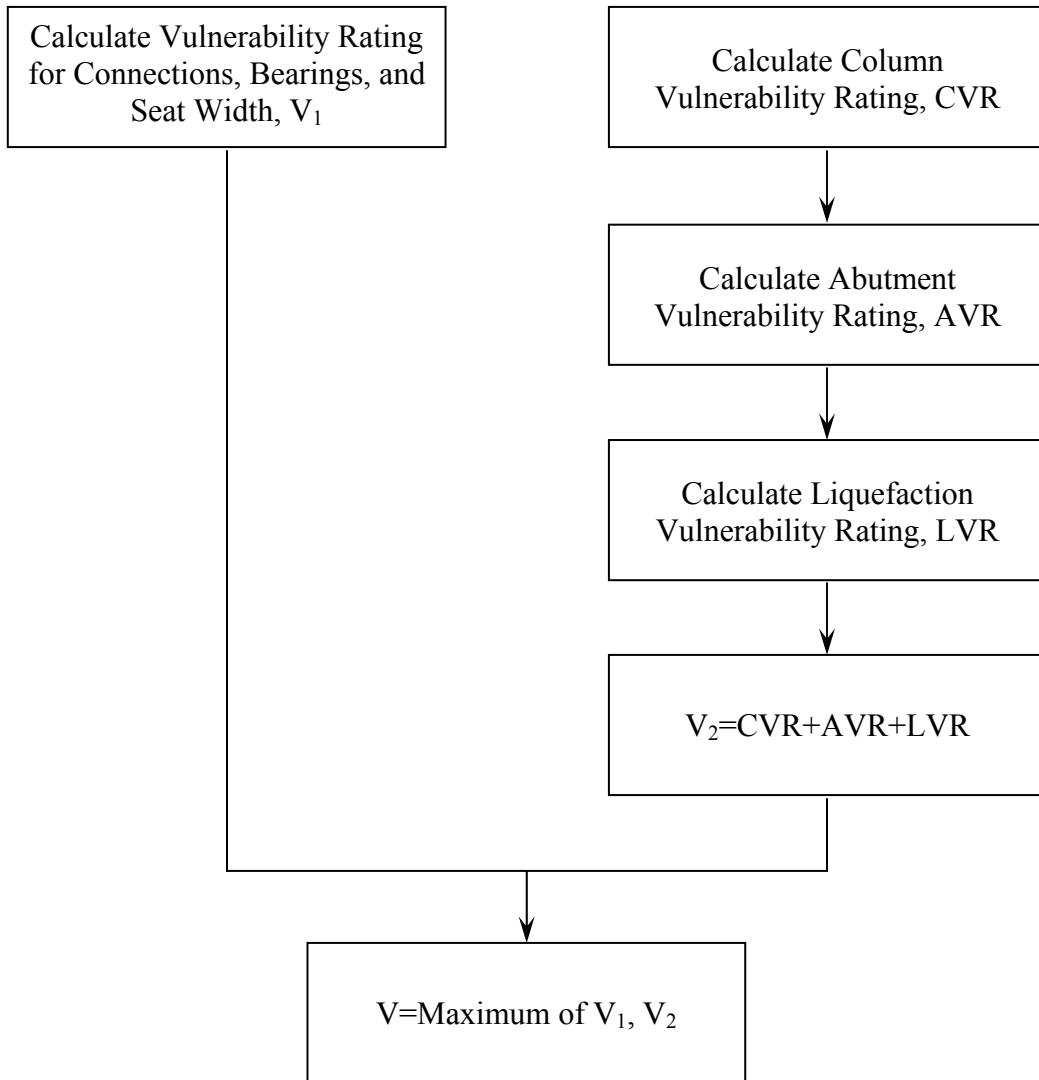 Calculate Vulnerability Rating
for Connections, Bearings, and
Seat Width, V₁
Calculate Column
Vulnerability Rating, CVR
Calculate Abutment
Vulnerability Rating, AVR
Calculate Liquefaction
Vulnerability Rating, LVR
V₂=CVR+AVR+LVR
V=Maximum of V₁, V₂